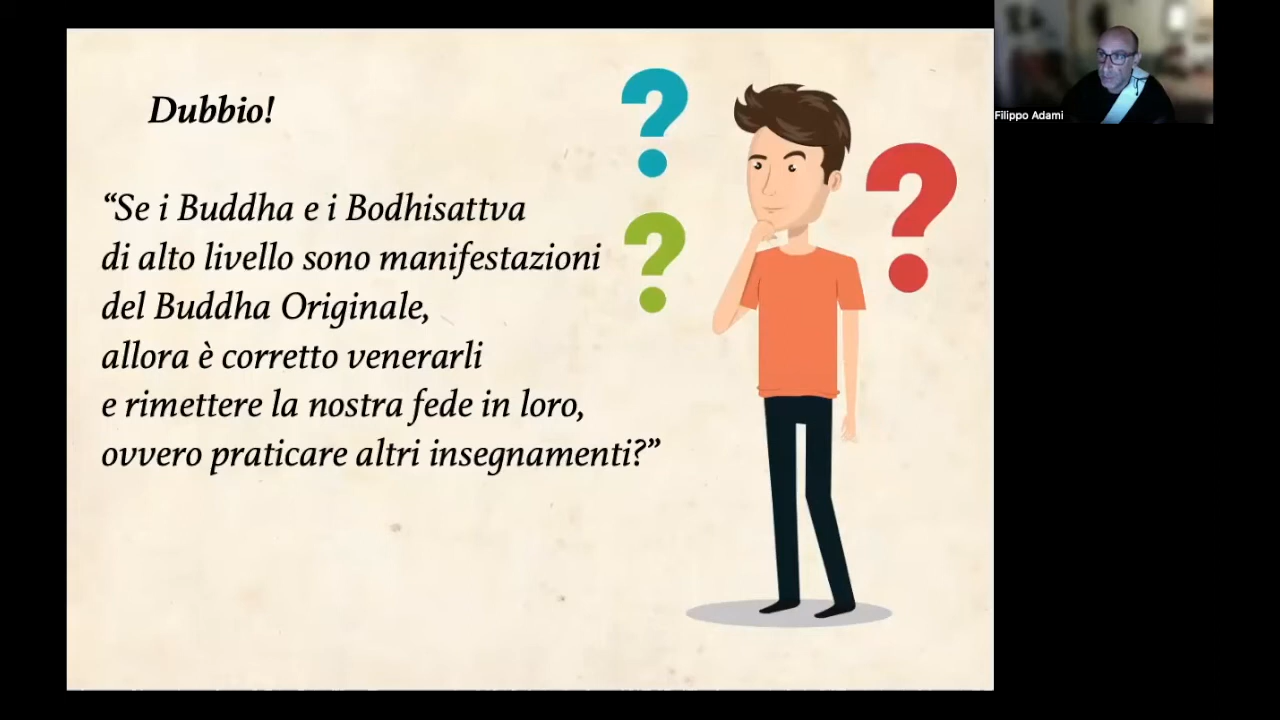 Dubbio!
“Se i Buddha e i Bodhisattva
di alto livello sono manifestazioni
del Buddha Originale,
allora è corretto venerarli
e rimettere la nostra fede in loro,
ovvero praticare altri insegnamenti?”
Filippo Adami